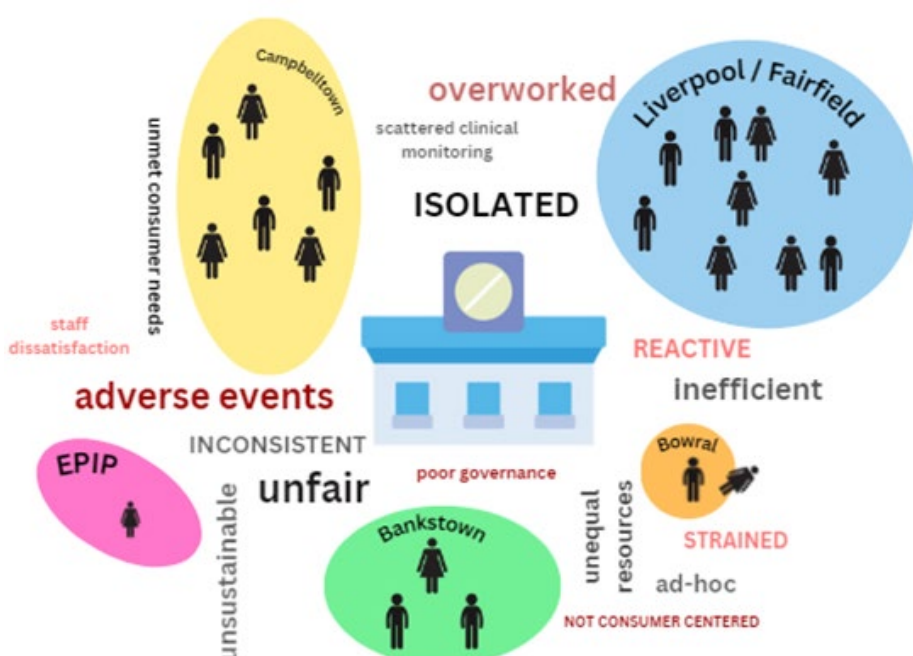 Campbelltown
overworked
Liverpool / Fairfield
scattered clinical
monitoring
unmet consumer needs
ISOLATED
staff
dissatisfaction
REACTIVE
inefficient
adverse events
INCONSISTENT
Bowral
EPIP
poor governance
unfair
unequal
resources
unsustainable
Bankstown
STRAINED
ad-hoc
NOT CONSUMER CENTERED